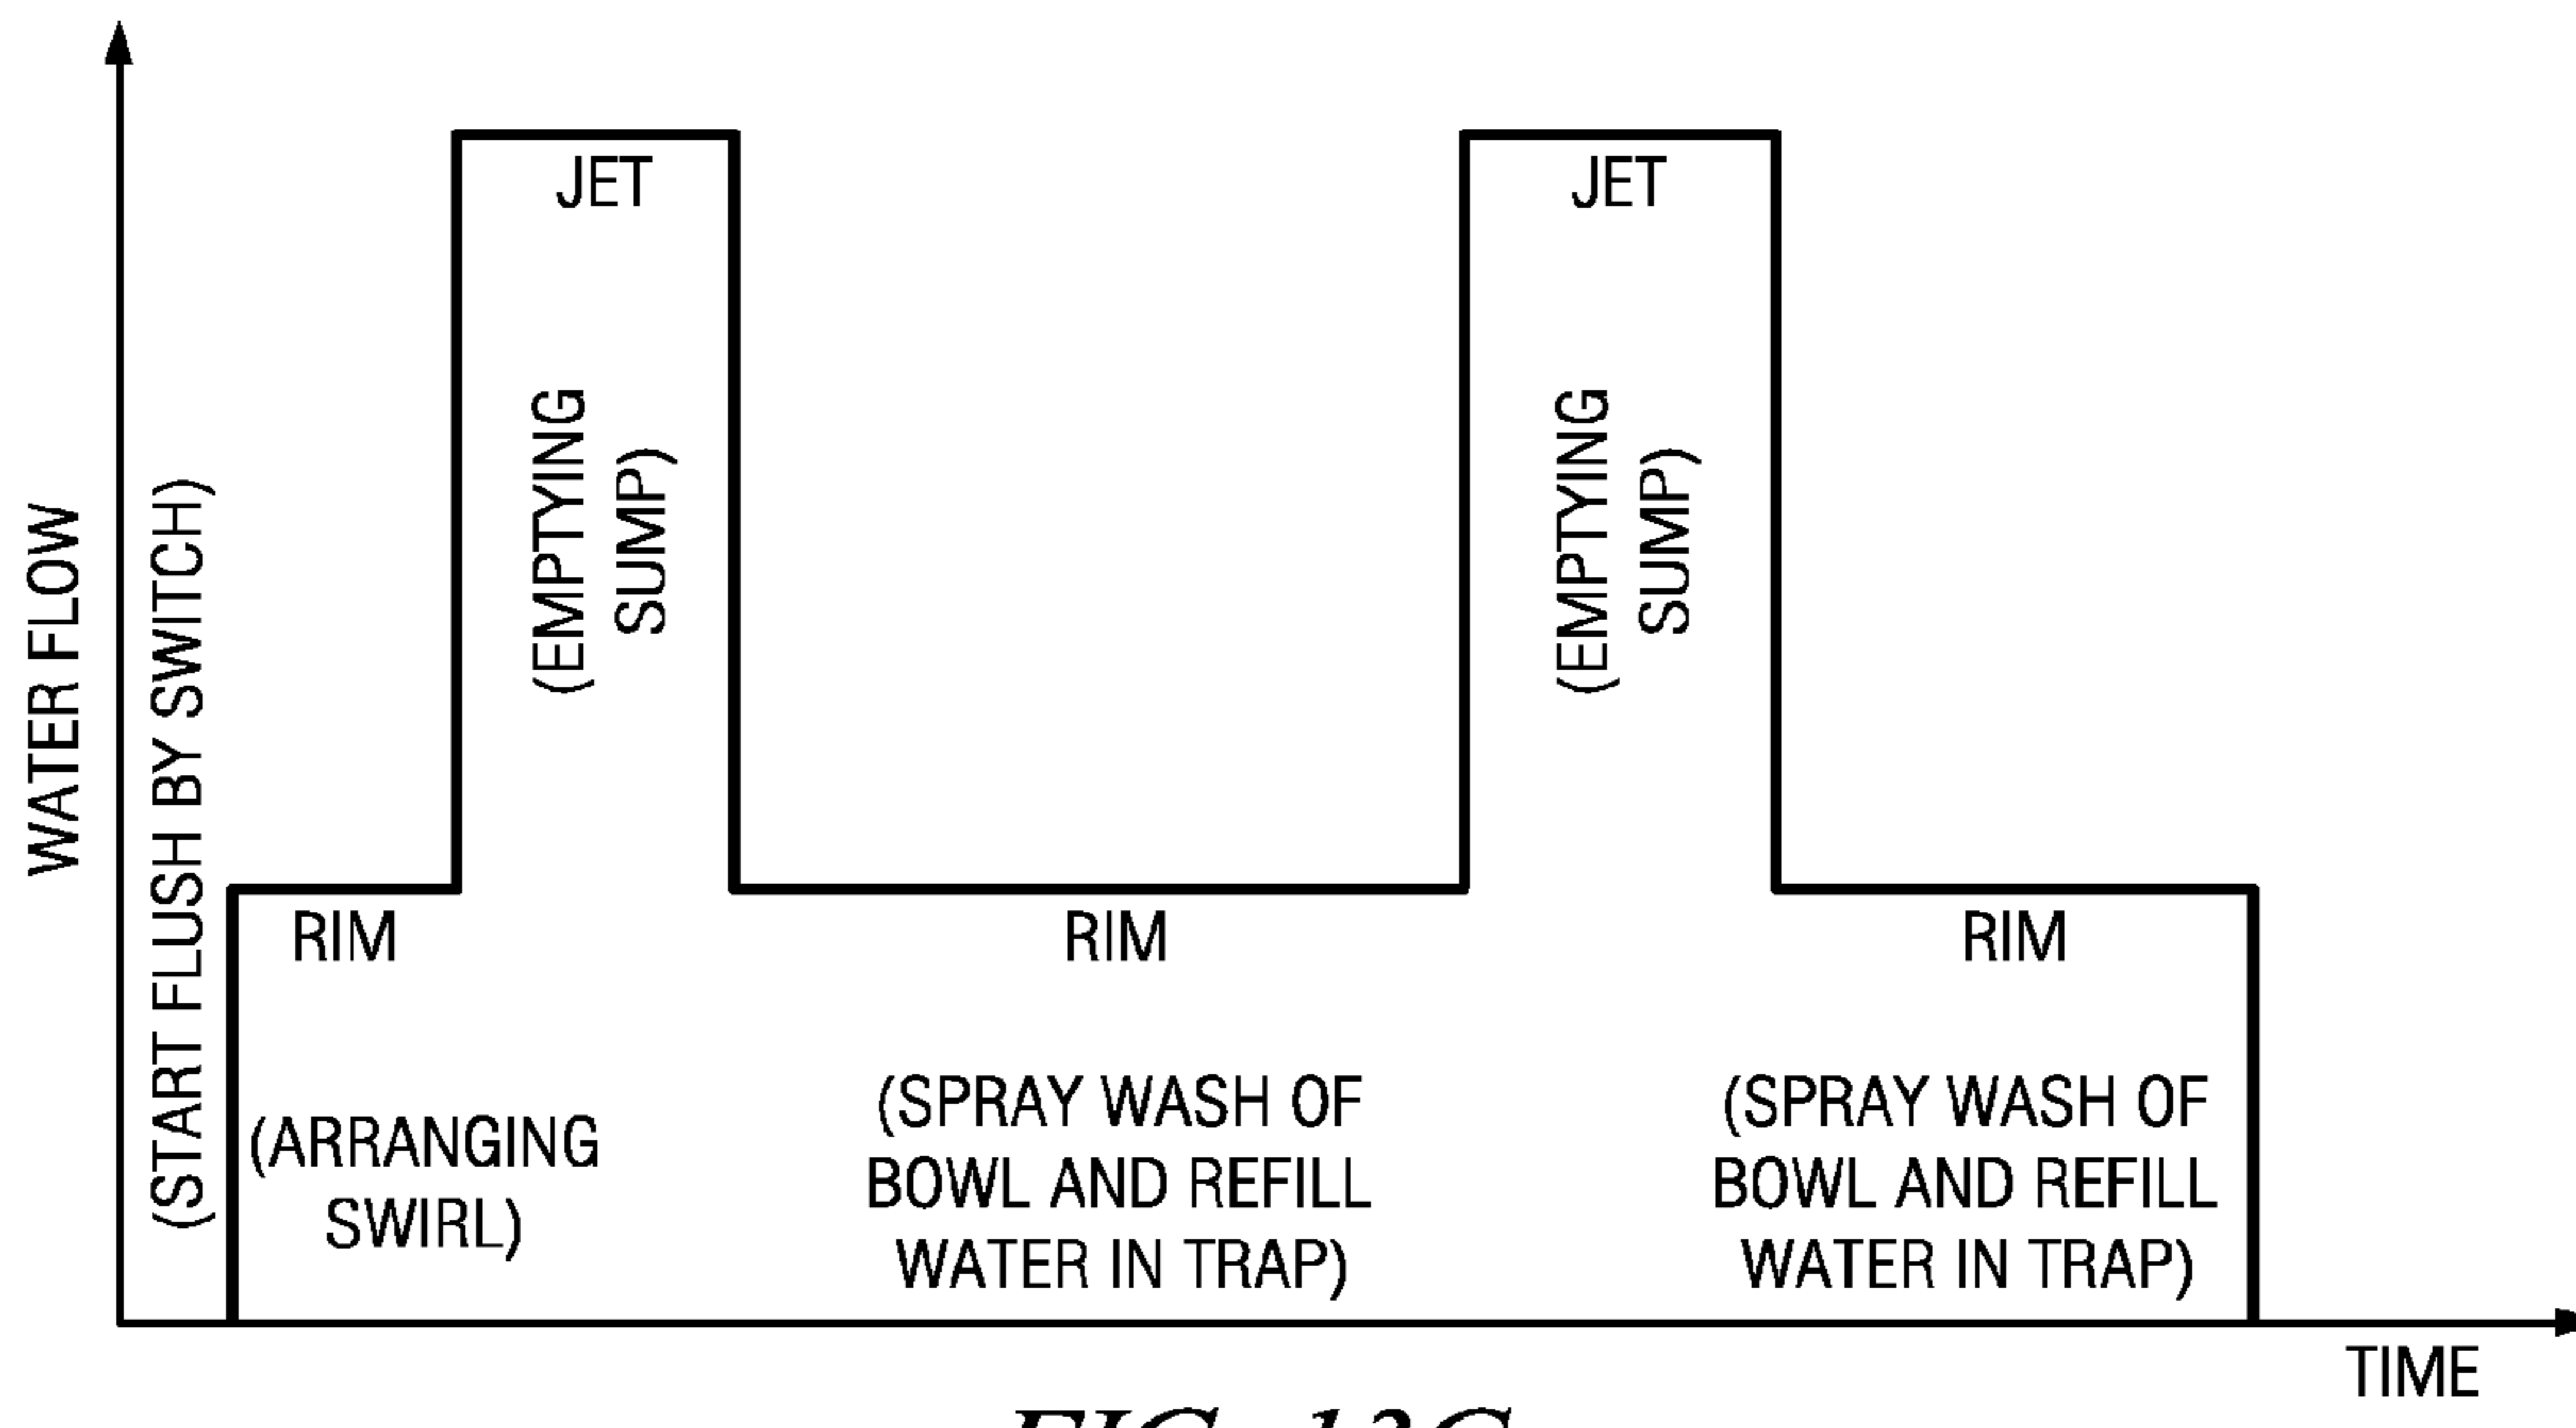 WATER FLOW
(START FLUSH BY SWITCH)
JET
(EMPTYING
SUMP)
JET
(EMPTYING
SUMP)
RIM
(ARRANGING
SWIRL)
RIM
(SPRAY WASH OF
BOWL AND REFILL
WATER IN TRAP)
RIM
(SPRAY WASH OF
BOWL AND REFILL
WATER IN TRAP)
TIME